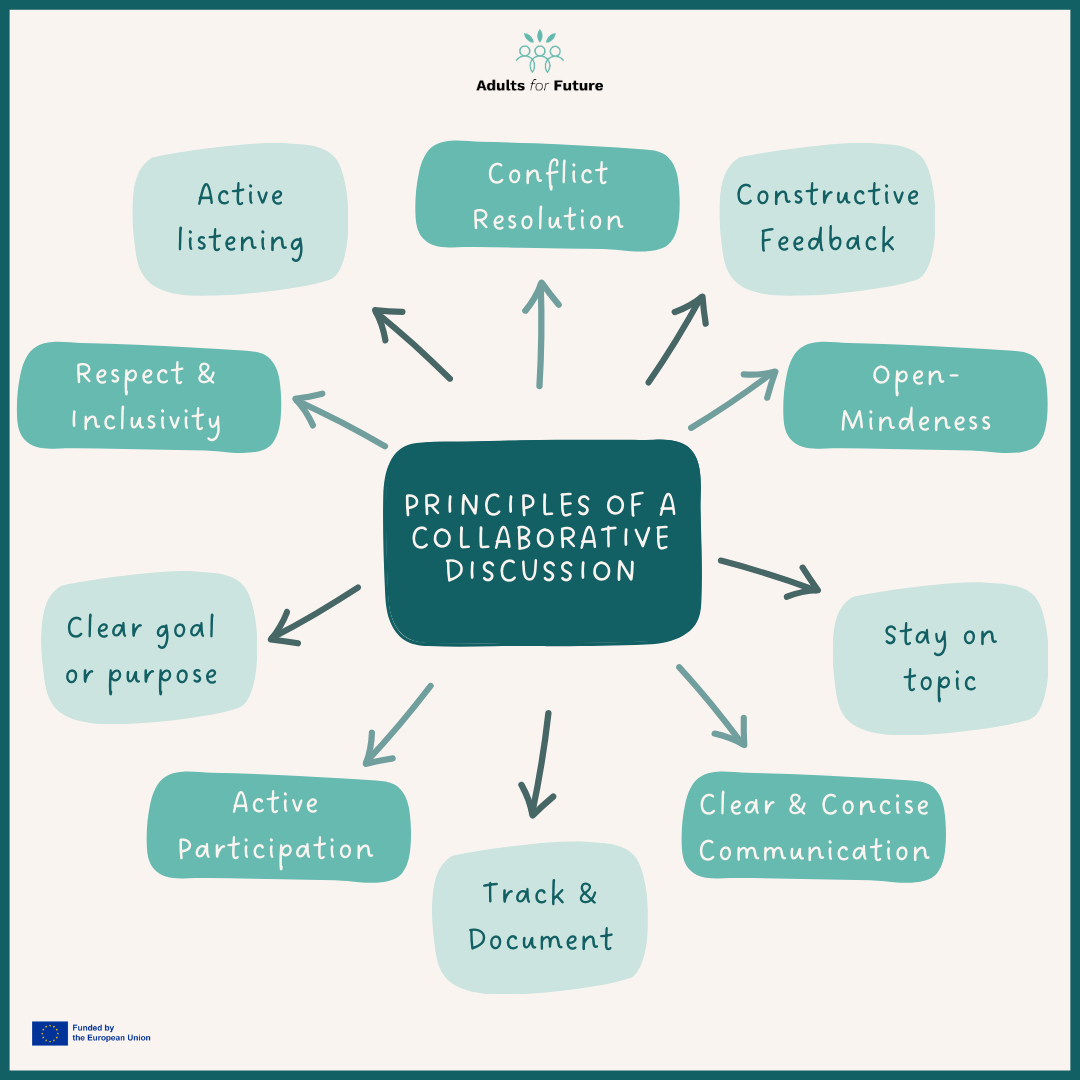 Adults for Future
Active
listening
Conflict
Resolution
Constructive
Feedback
Respect &
Inclusivity
Open-
Mindeness
PRINCIPLES OF A
COLLABORATIVE
DISCUSSION
Clear goal
or purpose
Stay on
topic
Active
Participation
Clear & Concise
Communication
Track &
Document
Funded by
the European Union